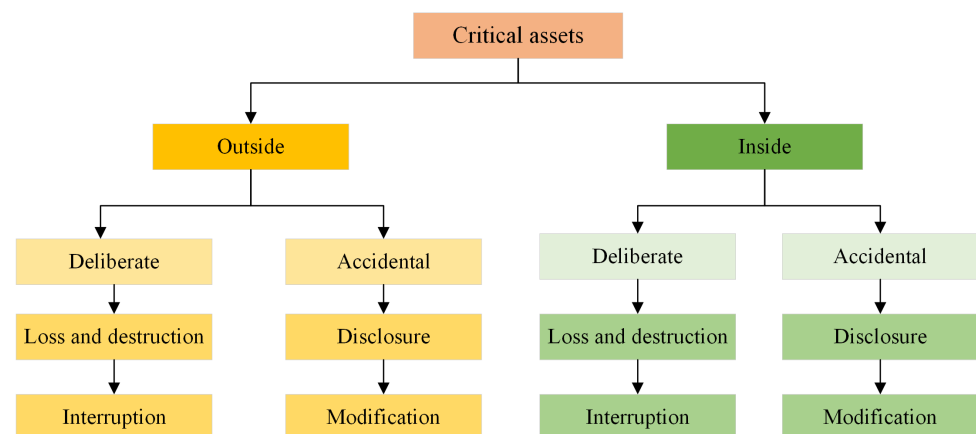 Critical assets
Outside
Inside
Deliberate
Accidental
Deliberate
Accidental
Loss and destruction
Disclosure
Loss and destruction
Disclosure
Interruption
Modification
Interruption
Modification